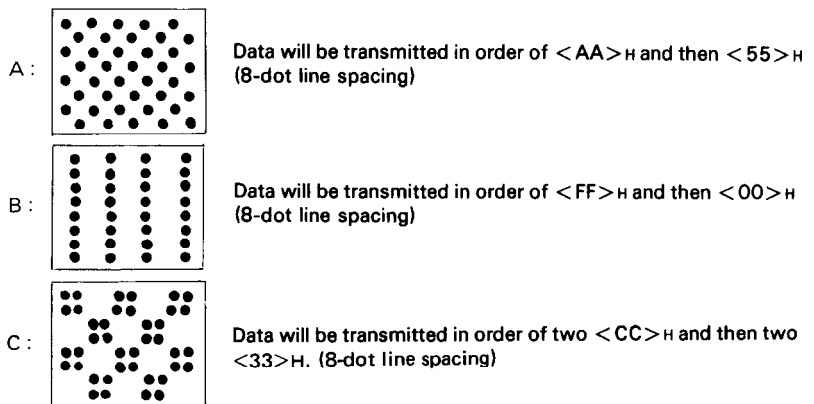 A : Data will be transmitted in order of <AA>H and then <55>H
(8-dot line spacing)
B : Data will be transmitted in order of <FF>H and then <00>H
(8-dot line spacing)
C : Data will be transmitted in order of two <CC>H and then two
<33>H. (8-dot line spacing)